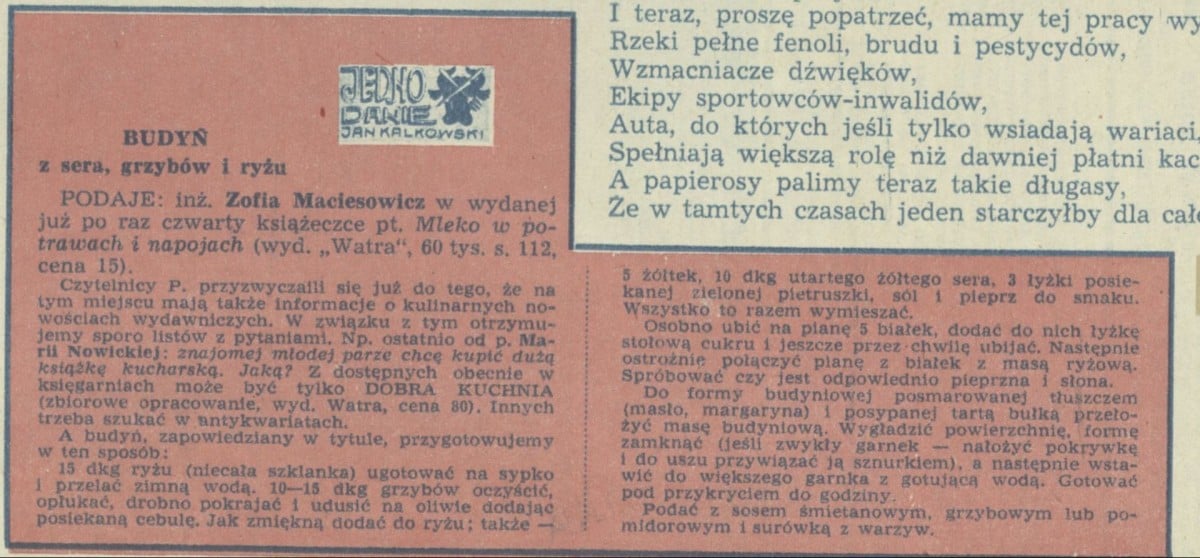 JEDNO
DANIE
JAN KALKOWSKI
BUDYŃ
z sera, grzybów i ryżu
PODAJE: inż. Zofia Maciesowicz w wydanej
już po raz czwarty książeczce pt. Mleko w po-
trawach i napojach (wyd. „Watra“, 60 tys. s. 112,
cena 15).
Czytelnicy P. przyzwyczaili się już do tego, że na
tym miejscu mają także informacje o kulinarnych no-
wościach wydawniczych. W związku z tym otrzymu-
jemy sporo listów z pytaniami. Np. ostatnio od p. Ma-
rii Nowickiej: znajomej młodej parze chcę kupić dużą
książkę kucharską. Jaką? Z dostępnych obecnie w
księgarniach może być tylko DOBRA KUCHNIA
(zbiorowe opracowanie, wyd. Watra, cena 80). Innych
trzeba szukać w antykwariatach.
A budyń, zapowiedziany w tytule, przygotowujemy
w ten sposób:
15 dkg ryżu (niecała szklanka) ugotować na sypko
i przelać zimną wodą. 10—15 dkg grzybów oczyścić,
opłukać, drobno pokrajać i udusić na oliwie dodając
posiekaną cebulę. Jak zmiękną dodać do ryżu; także —
5 żółtek, 10 dkg utartego żółtego sera, 3 łyżki posie-
kanej zielonej pietruszki, sól i pieprz do smaku.
Wszystko to razem wymieszać.
Osobno ubić na pianę 5 białek, dodać do nich łyżkę
stołową cukru i jeszcze przez chwilę ubijać. Następnie
ostrożnie połączyć pianę z białek z masą ryżową.
Spróbować czy jest odpowiednio pieprzna i słona.
Do formy budyniowej posmarowanej tłuszczem
(masło, margaryna) i posypanej tartą bułką przeło-
żyć masę budyniową. Wygładzić powierzchnię, formę
zamknąć (jeśli zwykły garnek — nałożyć pokrywkę
i do uszu przywiązać ją sznurkiem), a następnie wsta-
wić do większego garnka z gotującą wodą. Gotować
pod przykryciem do godziny.
Podać z sosem śmietanowym, grzybowym lub po-
midorowym i surówką z warzyw.
I teraz, proszę popatrzeć, mamy tej pracy wy
Rzeki pełne fenoli, brudu i pestycydów,
Wzmacniacze dźwięków,
Ekipy sportowców-inwalidów,
Auta, do których jeśli tylko wsiadają wariaci,
Spełniają większą rolę niż dawniej płatni kac
A papierosy palimy teraz takie długasy,
Że w tamtych czasach jeden starczyłby dla całe